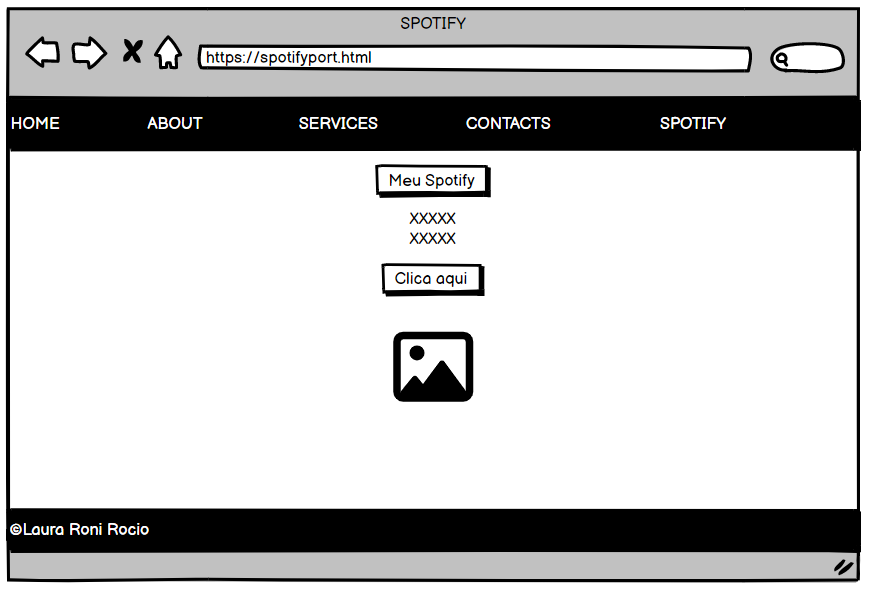 SPOTIFY
https://spotifyport.html
HOME ABOUT SERVICES CONTACTS SPOTIFY
Meu Spotify
XXXXX
XXXXX
Clica aqui
©Laura Roni Rocio